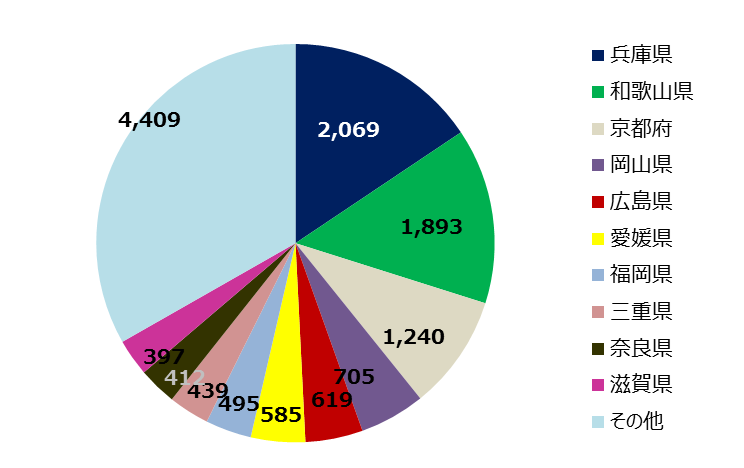 2,069
1,893
1,240
705
619
585
495
439
412
397
4,409
兵庫県
和歌山県
京都府
岡山県
広島県
愛媛県
福岡県
三重県
奈良県
滋賀県
その他